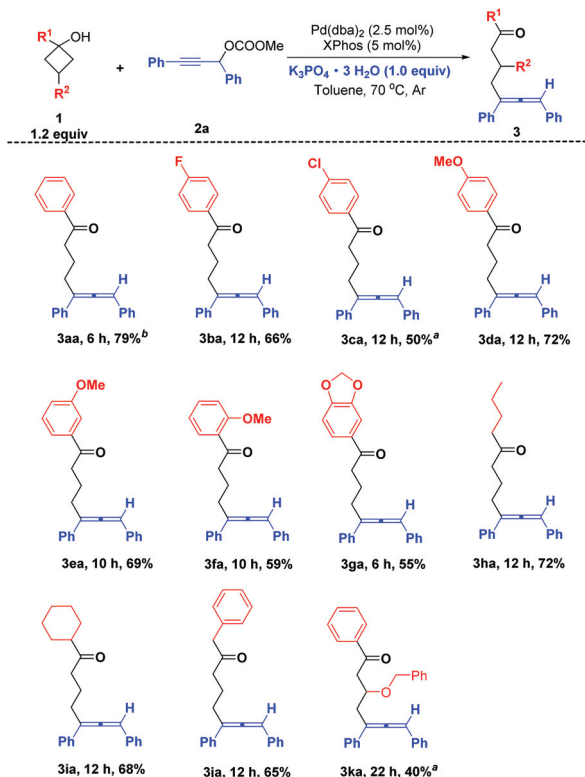 R¹ OH
R²
1
1.2 equiv
+
Ph
OCOOMe
Ph
2a
Pd(dba)₂ (2.5 mol%)
XPhos (5 mol%)
K₃PO₄ • 3 H₂O (1.0 equiv)
Toluene, 70 ⁰C, Ar
R¹
O
R²
H
Ph Ph
3
O
H
Ph Ph
3aa, 6 h, 79%ᵇ
F
O
H
Ph Ph
3ba, 12 h, 66%
Cl
O
H
Ph Ph
3ca, 12 h, 50%ᵃ
MeO
O
H
Ph Ph
3da, 12 h, 72%
OMe
O
H
Ph Ph
3ea, 10 h, 69%
OMe
O
H
Ph Ph
3fa, 10 h, 59%
O
O
O
H
Ph Ph
3ga, 6 h, 55%
O
H
Ph Ph
3ha, 12 h, 72%
O
H
Ph Ph
3ia, 12 h, 68%
O
H
Ph Ph
3ja, 12 h, 65%
O
O Ph
H
Ph Ph
3ka, 22 h, 40%ᵃ